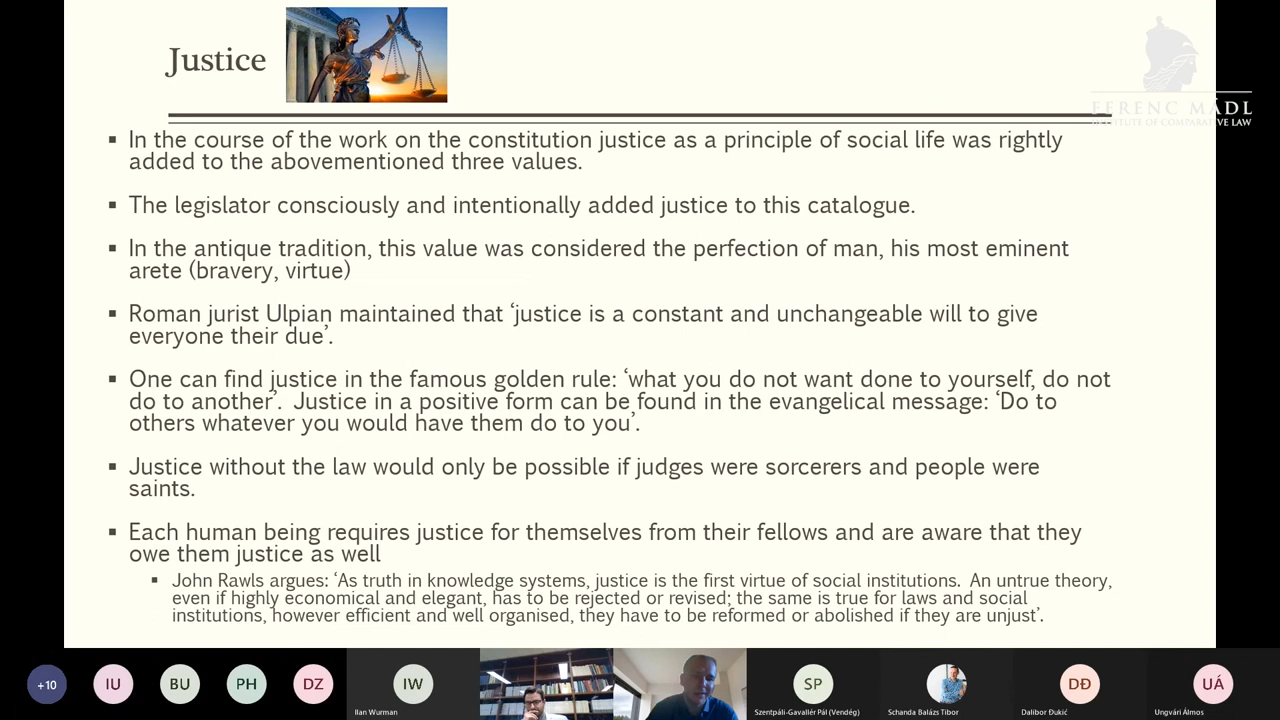 Justice
FERENC MÁDL
INSTITUTE OF COMPARATIVE LAW
▪ In the course of the work on the constitution justice as a principle of social life was rightly
added to the abovementioned three values.
▪ The legislator consciously and intentionally added justice to this catalogue.
▪ In the antique tradition, this value was considered the perfection of man, his most eminent
arete (bravery, virtue)
▪ Roman jurist Ulpian maintained that ‘justice is a constant and unchangeable will to give
everyone their due’.
▪ One can find justice in the famous golden rule: ‘what you do not want done to yourself, do not
do to another’. Justice in a positive form can be found in the evangelical message: ‘Do to
others whatever you would have them do to you’.
▪ Justice without the law would only be possible if judges were sorcerers and people were
saints.
▪ Each human being requires justice for themselves from their fellows and are aware that they
owe them justice as well
▪ John Rawls argues: ‘As truth in knowledge systems, justice is the first virtue of social institutions. An untrue theory,
even if highly economical and elegant, has to be rejected or revised; the same is true for laws and social
institutions, however efficient and well organised, they have to be reformed or abolished if they are unjust’.
+10 IU BU PH DZ IW SP DĐ UÁ
Ilan Wurman Szentpáli-Gavallér Pál (Vendég) Schanda Balázs Tibor Dalibor Đukić Ungvári Álmos